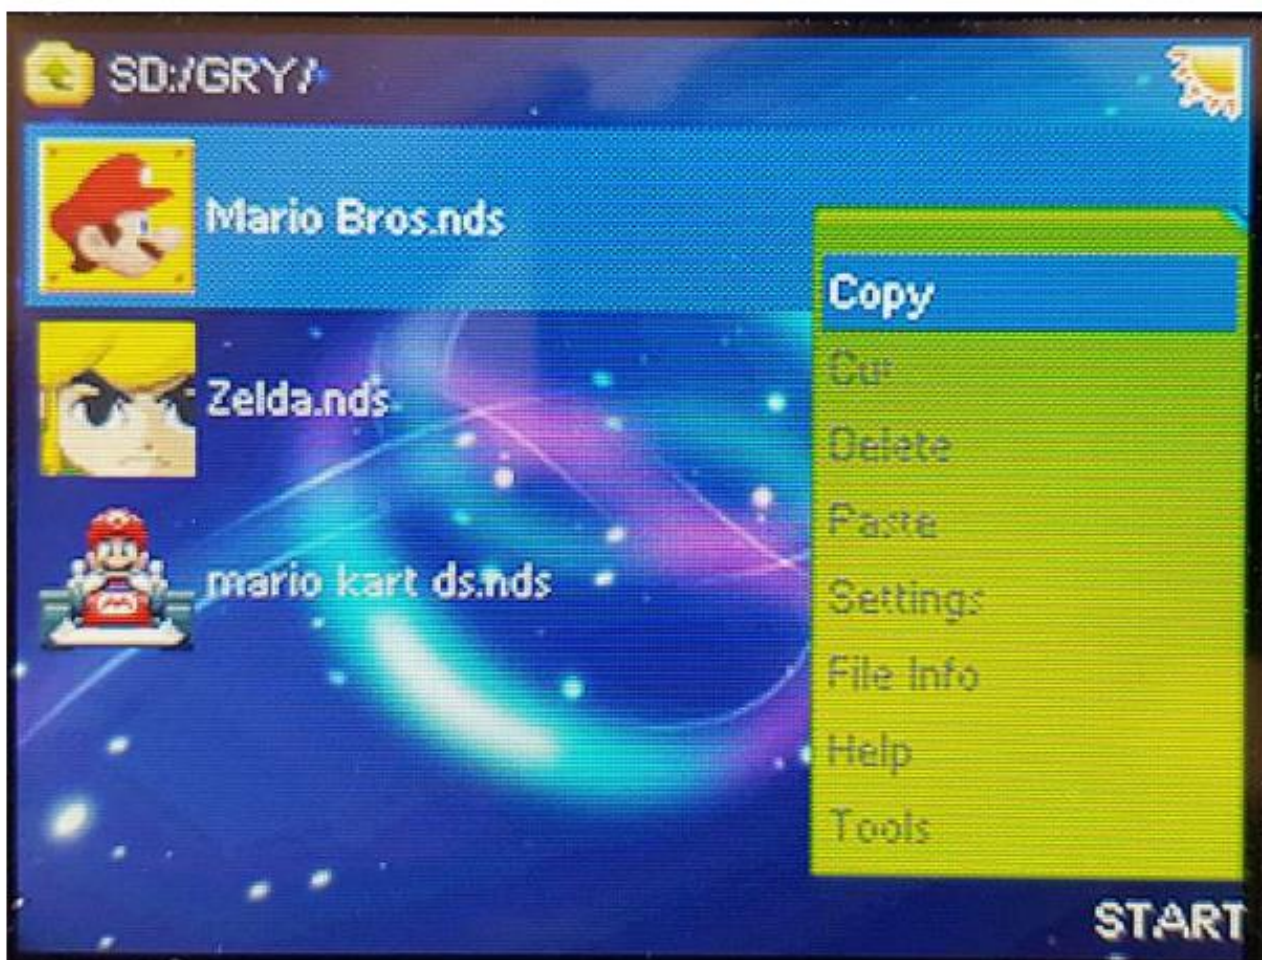 SD:/GRY/
Mario Bros.nds
Zelda.nds
mario kart ds.nds
Copy
Cut
Delete
Paste
Settings
File Info
Help
Tools
START